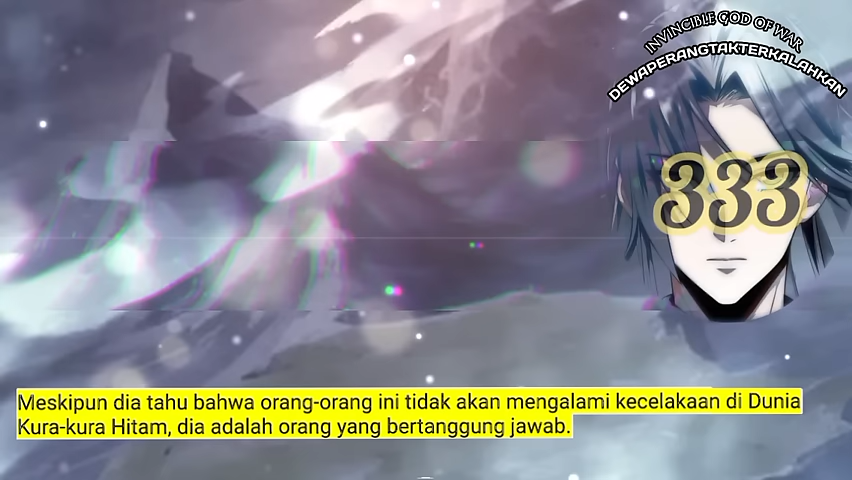 INVINCIBLE GOD OF WAR
DEWAPERANGTAKTERKALAHKAN
333
Meskipun dia tahu bahwa orang-orang ini tidak akan mengalami kecelakaan di Dunia
Kura-kura Hitam, dia adalah orang yang bertanggung jawab.